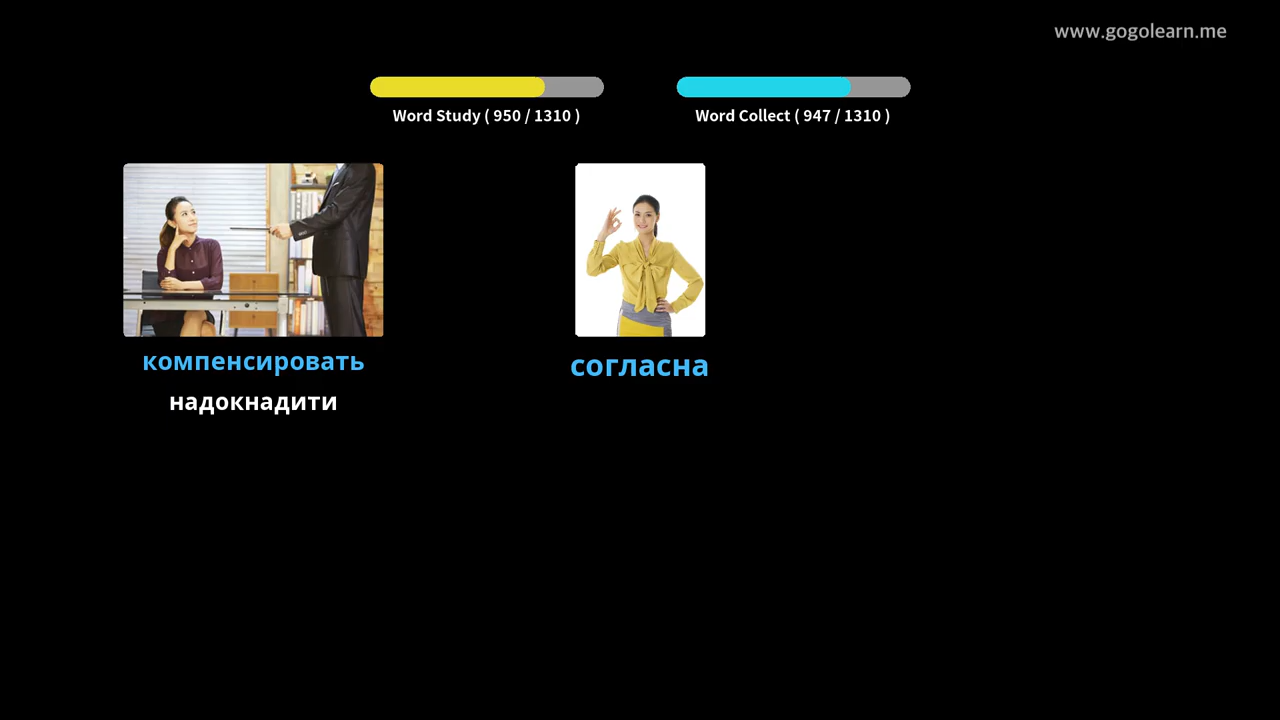 www.gogolearn.me
Word Study ( 950 / 1310 )
Word Collect ( 947 / 1310 )
компенсировать
надокнадити
согласна